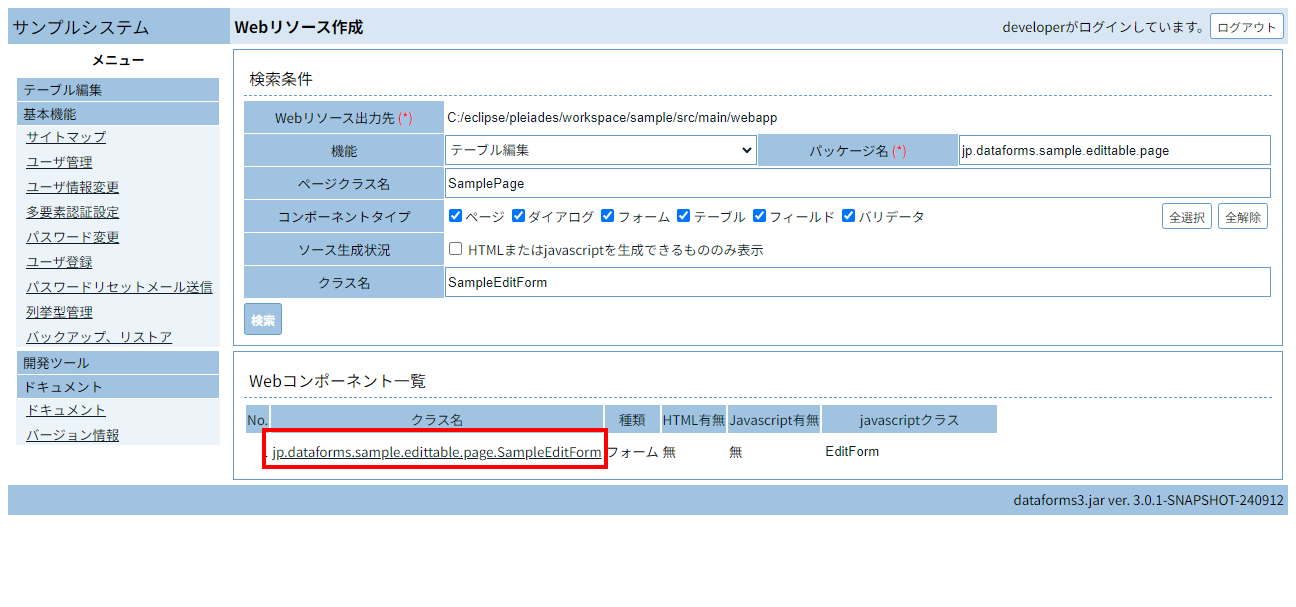 サンプルシステム
Webリソース作成
developerがログインしています。 ログアウト
メニュー
テーブル編集
基本機能
サイトマップ
ユーザ管理
ユーザ情報変更
多要素認証設定
パスワード変更
ユーザ登録
パスワードリセットメール送信
列挙型管理
バックアップ、リストア
開発ツール
ドキュメント
ドキュメント
バージョン情報
検索条件
Webリソース出力先 (*) C:/eclipse/pleiades/workspace/sample/src/main/webapp
機能 テーブル編集 パッケージ名 (*) jp.dataforms.sample.edittable.page
ページクラス名 SamplePage
コンポーネントタイプ ページ ダイアログ フォーム テーブル フィールド バリデータ 全選択 全解除
ソース生成状況 HTMLまたはjavascriptを生成できるもののみ表示
クラス名 SampleEditForm
検索
Webコンポーネント一覧
No. クラス名 種類 HTML有無 Javascript有無 javascriptクラス
jp.dataforms.sample.edittable.page.SampleEditForm フォーム 無 無 EditForm
dataforms3.jar ver. 3.0.1-SNAPSHOT-240912